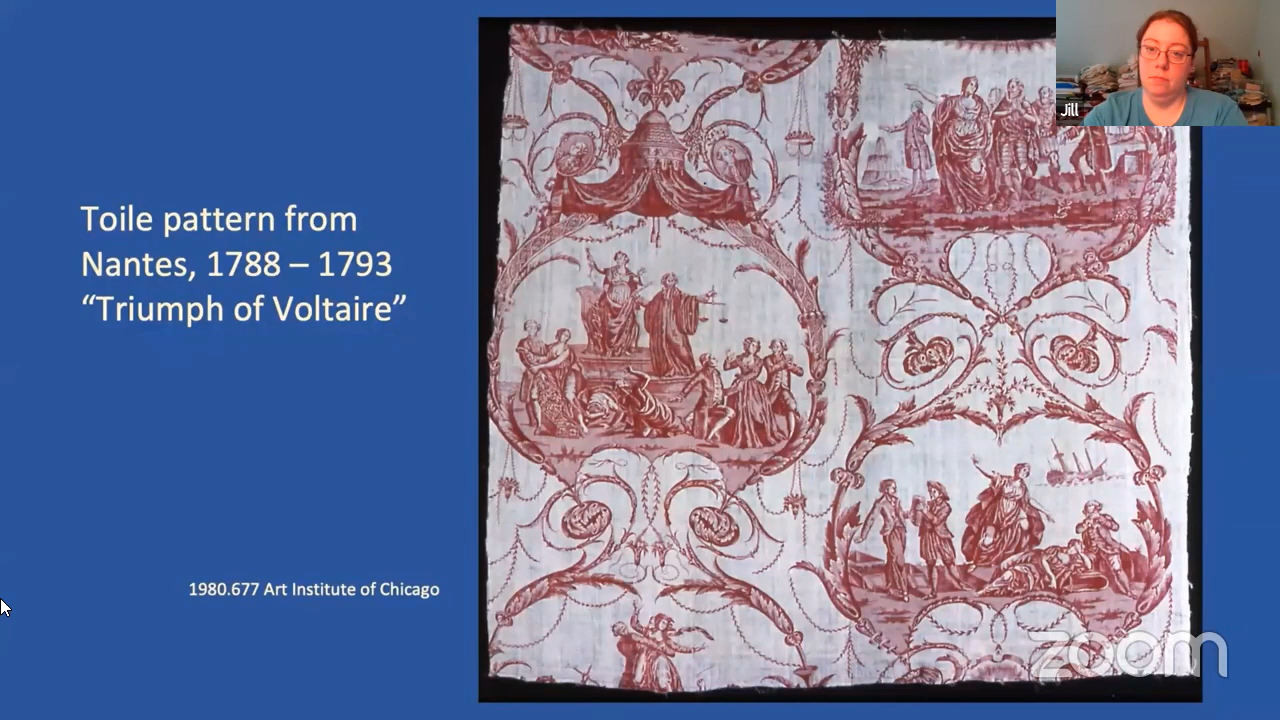 Toile pattern from
Nantes, 1788 – 1793
“Triumph of Voltaire”
1980.677 Art Institute of Chicago
Jill
zoom